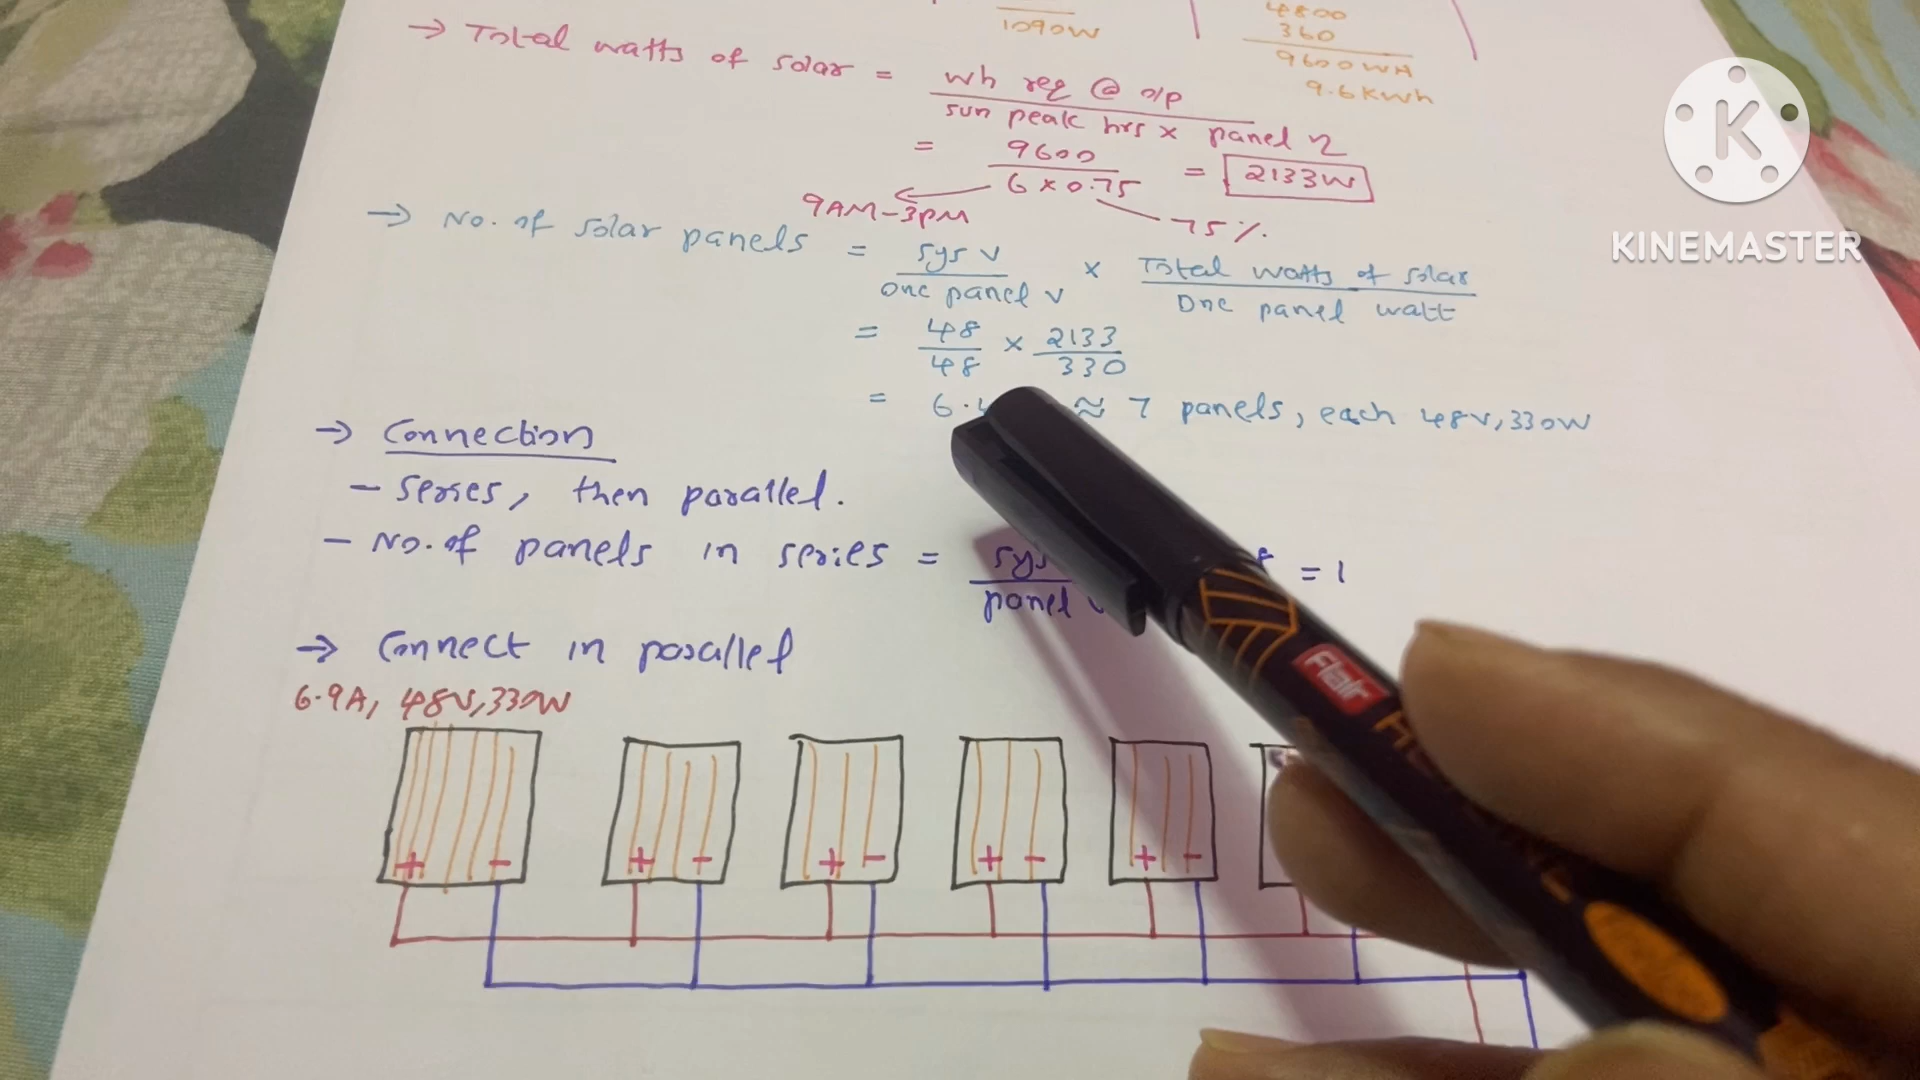 1090W
4800
360
9600WH
9.6KWh
→ Total watts of solar = Wh req @ o/p
sun peak hrs × panel η
= 9600
6 × 0.75
= 2133W
9AM-3PM
75%.
→ No. of solar panels = sys v
One panel v
× Total watts of solar
One panel watt
= 48
48
× 2133
330
= 6.4 ≈ 7 panels, each 48V, 330W
→ Connection
- series, then parallel.
- No. of panels in series = sys
panel v
= 1
→ Connect in parallel
6.9A, 48V, 330W
+ - + - + - + - + -
K
KINEMASTER
Flair